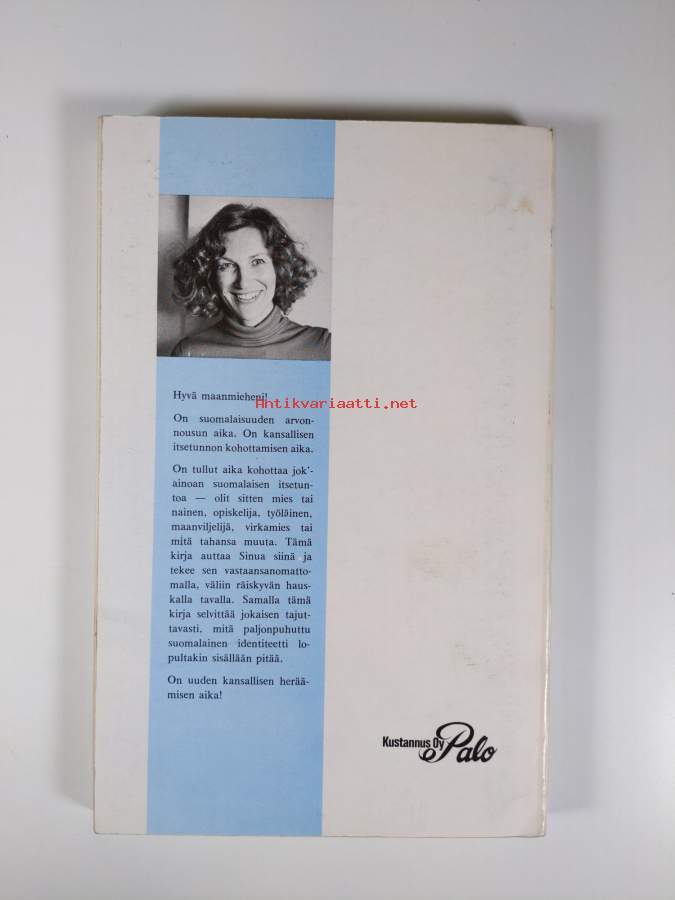 Hyvä maanmieheni!
Antikvariaatti.net
On suomalaisuuden arvon-
nousun aika. On kansallisen
itsetunnon kohottamisen aika.
On tullut aika kohottaa jok'-
ainoan suomalaisen itsetun-
toa — olit sitten mies tai
nainen, opiskelija, työläinen,
maanviljelijä, virkamies tai
mitä tahansa muuta. Tämä
kirja auttaa Sinua siinä ja
tekee sen vastaansanomatto-
malla, väliin räiskyvän haus-
kalla tavalla. Samalla tämä
kirja selvittää jokaisen tajut-
tavasti, mitä paljonpuhuttu
suomalainen identiteetti lo-
pultakin sisällään pitää.
On uuden kansallisen herää-
misen aika!
Kustannus Oy Palo